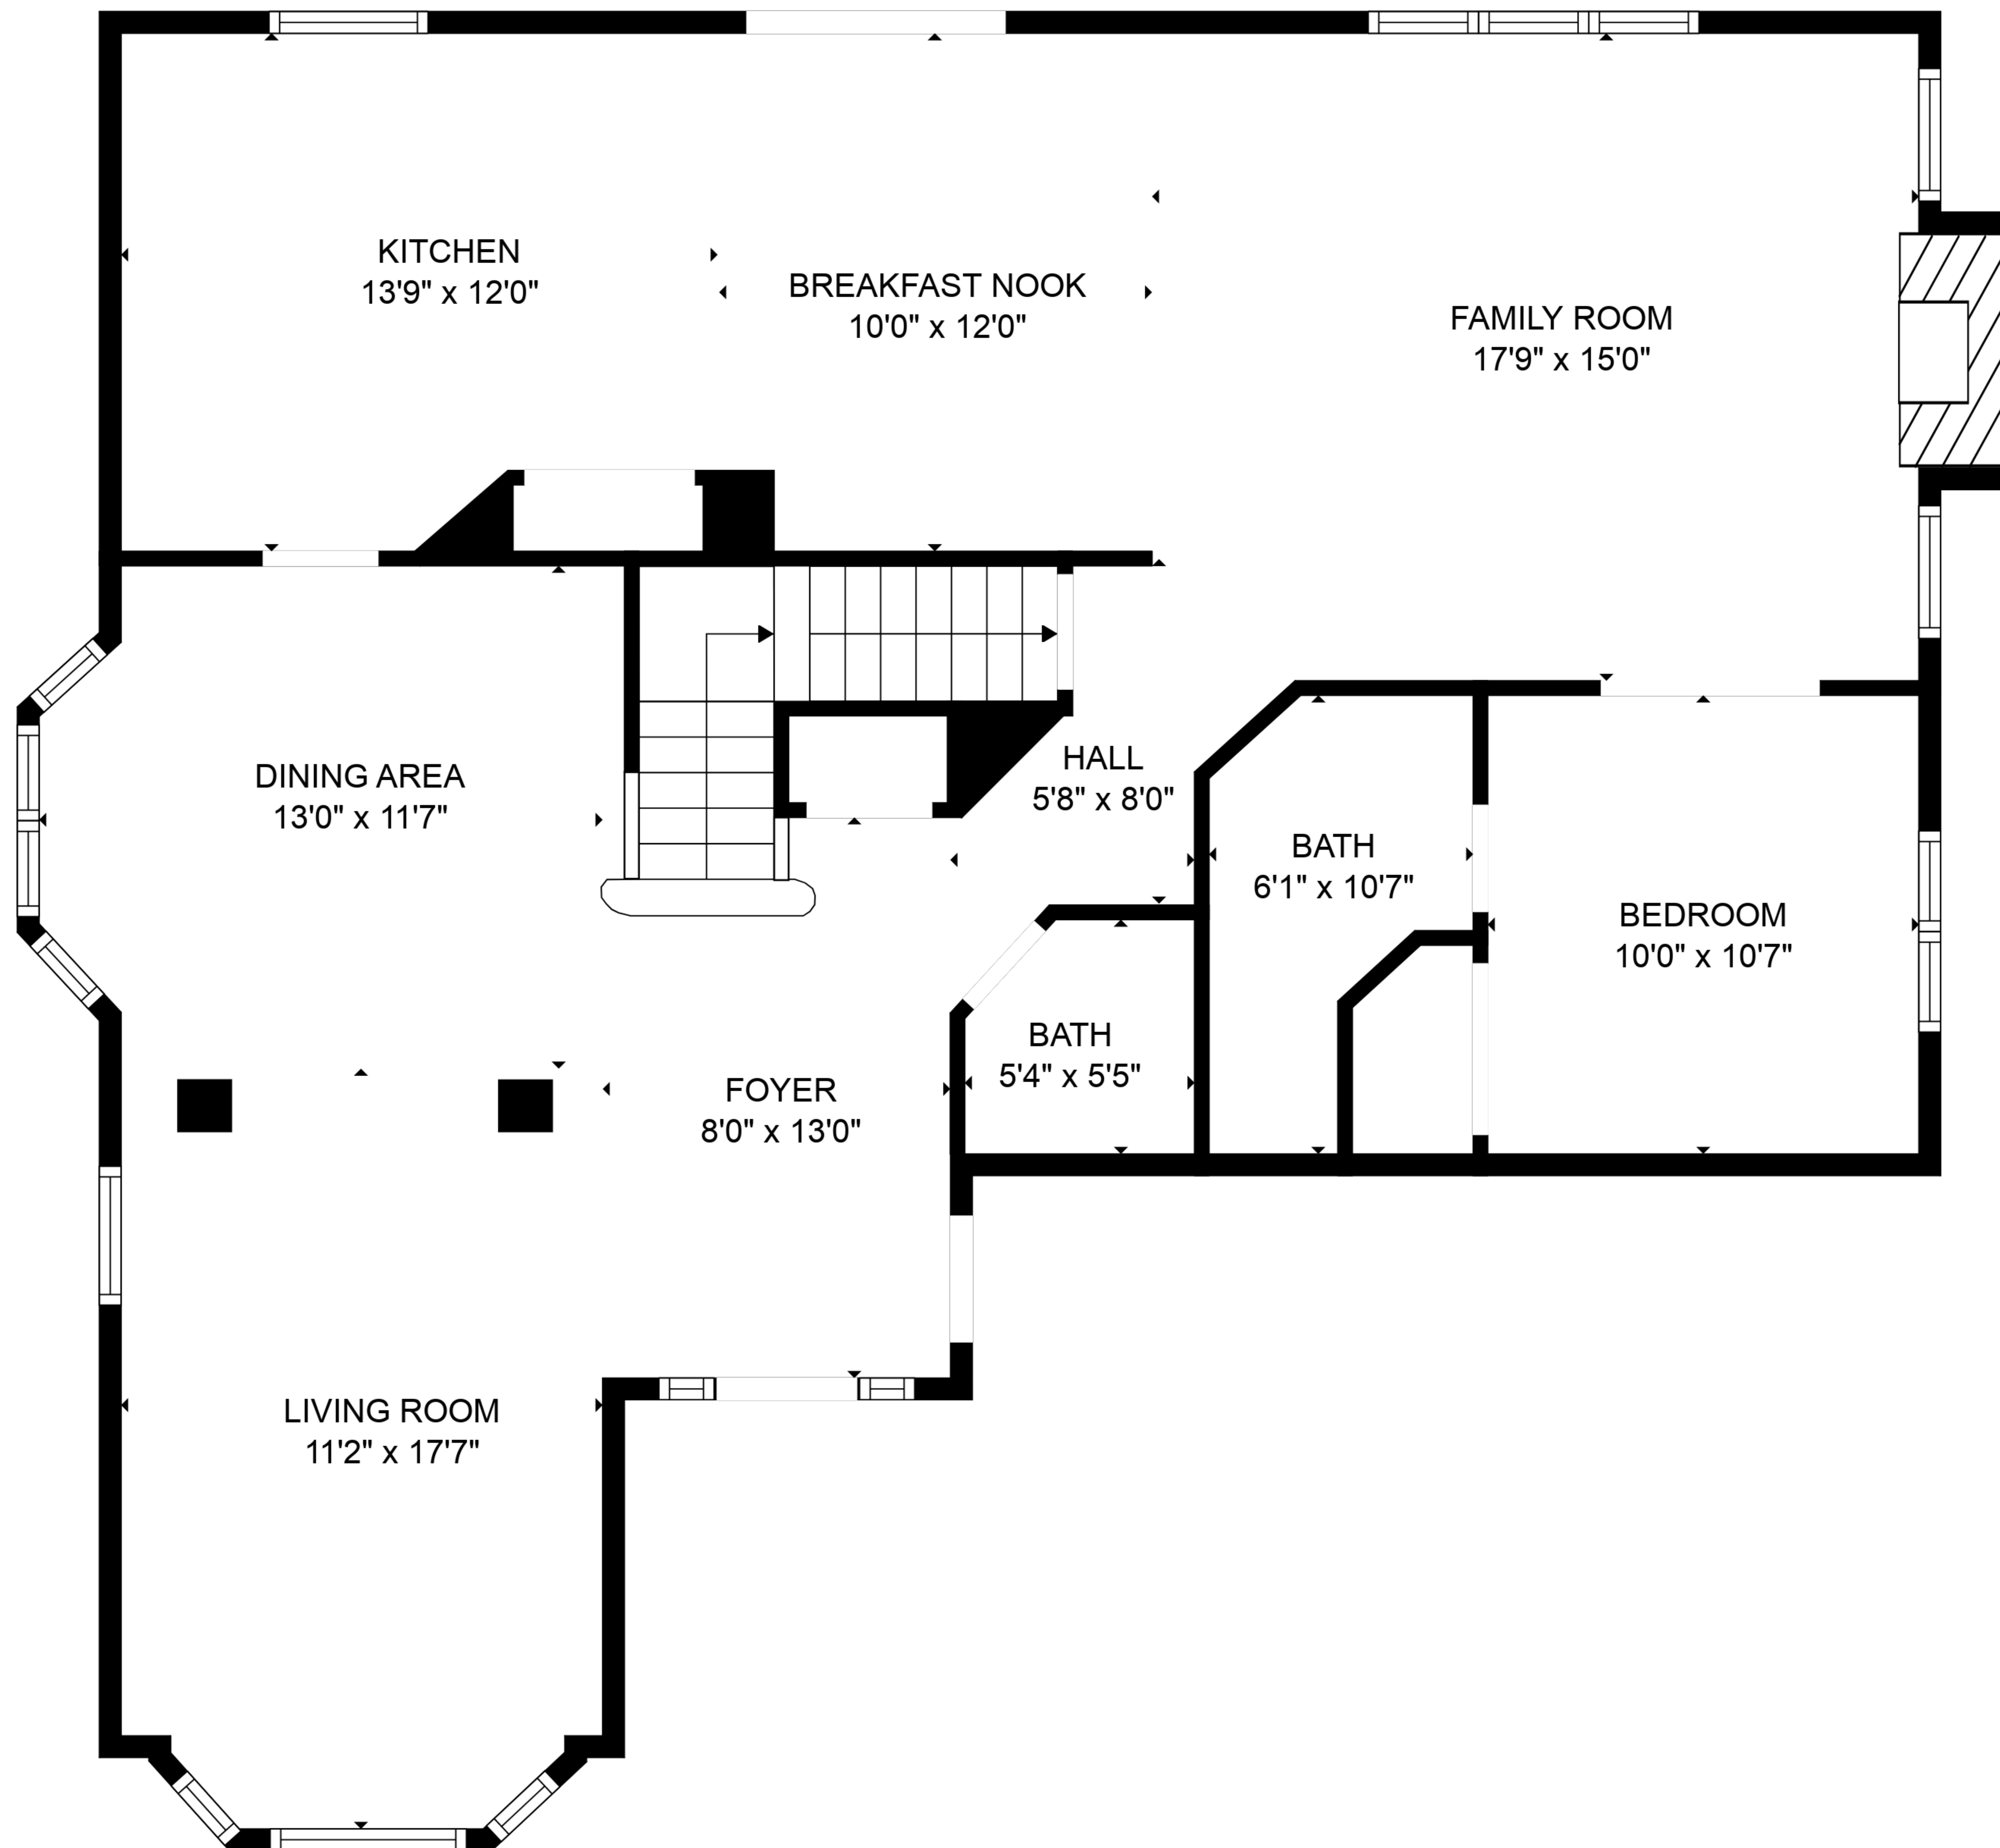 KITCHEN
13'9" x 12'0"
BREAKFAST NOOK
10'0" x 12'0"
FAMILY ROOM
17'9" x 15'0"
DINING AREA
13'0" x 11'7"
HALL
5'8" x 8'0"
BATH
6'1" x 10'7"
BEDROOM
10'0" x 10'7"
BATH
5'4" x 5'5"
FOYER
8'0" x 13'0"
LIVING ROOM
11'2" x 17'7"